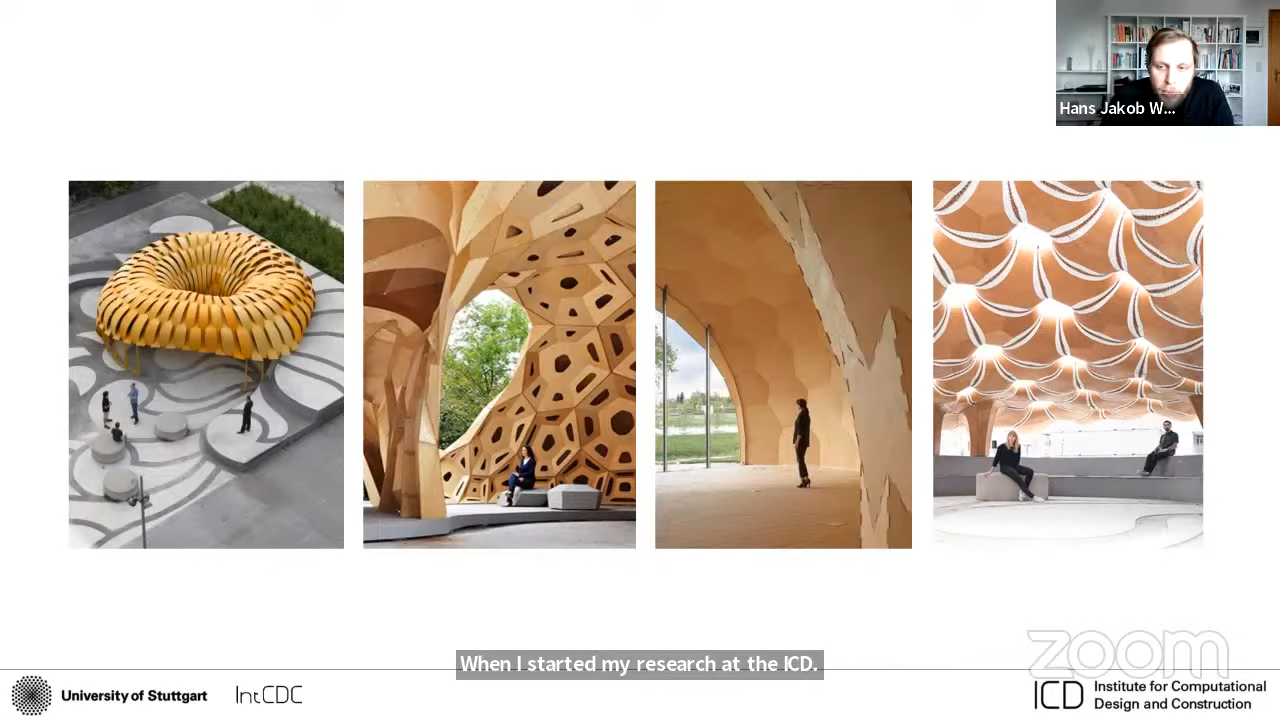 Hans Jakob W...
When I started my research at the ICD.
zoom
University of Stuttgart
IntCDC
ICD
Institute for Computational
Design and Construction